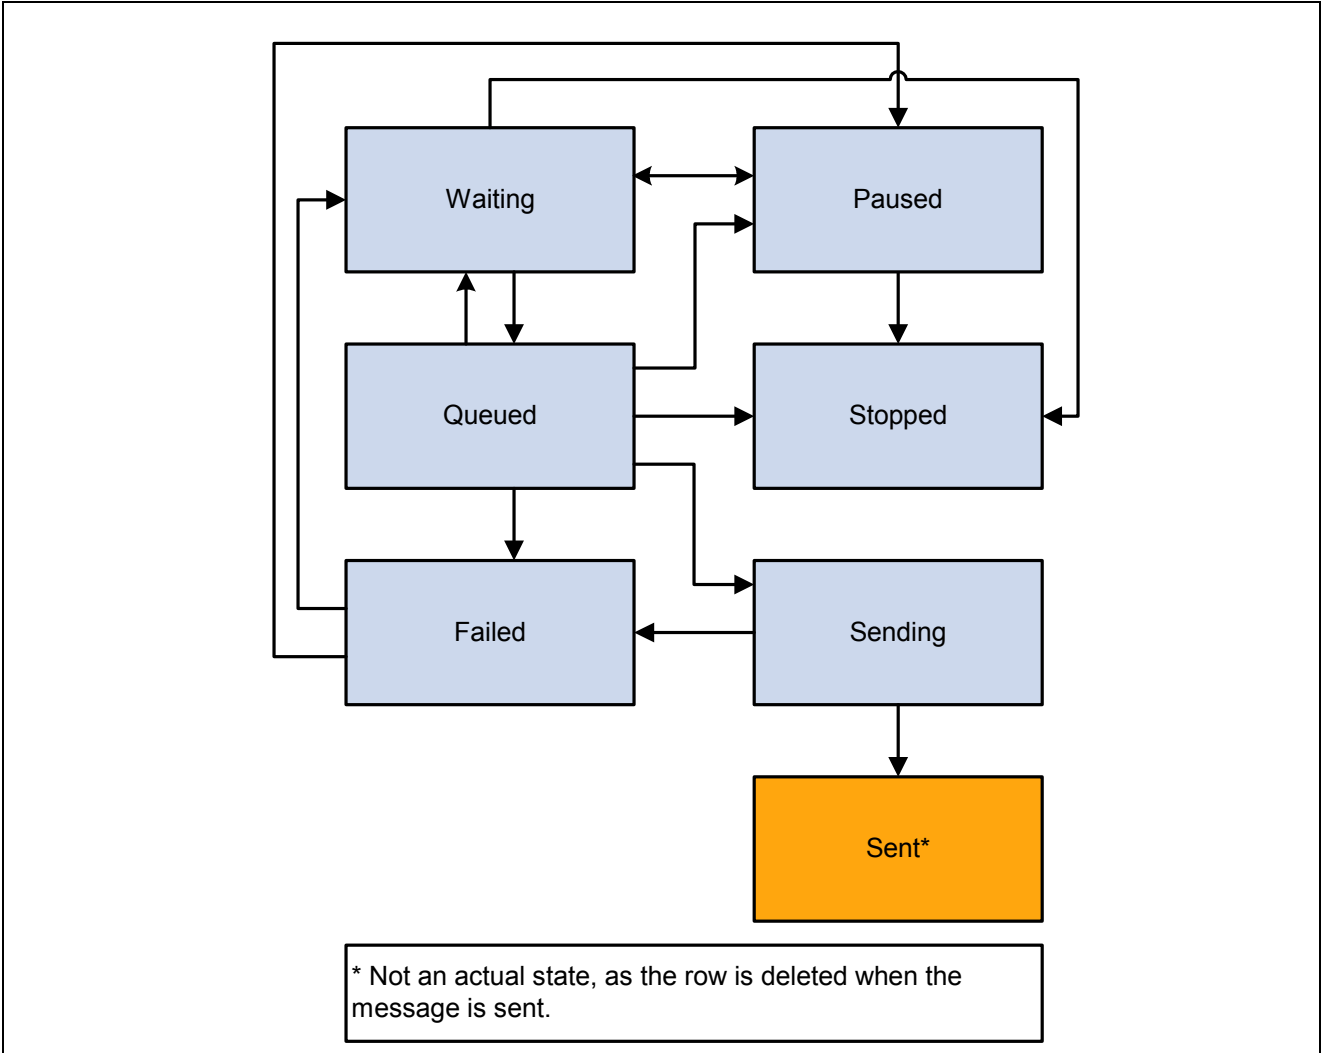 Waiting
Paused
Queued
Stopped
Failed
Sending
Sent*
* Not an actual state, as the row is deleted when the
message is sent.